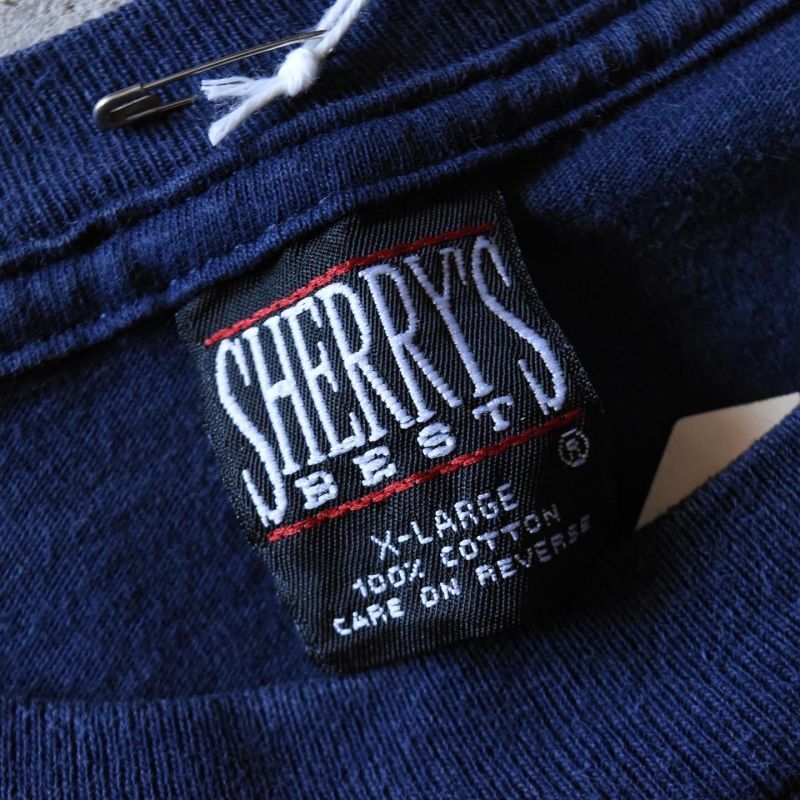 SHERRY'S
BEST
®
X-LARGE
100% COTTON
CARE ON REVERSE